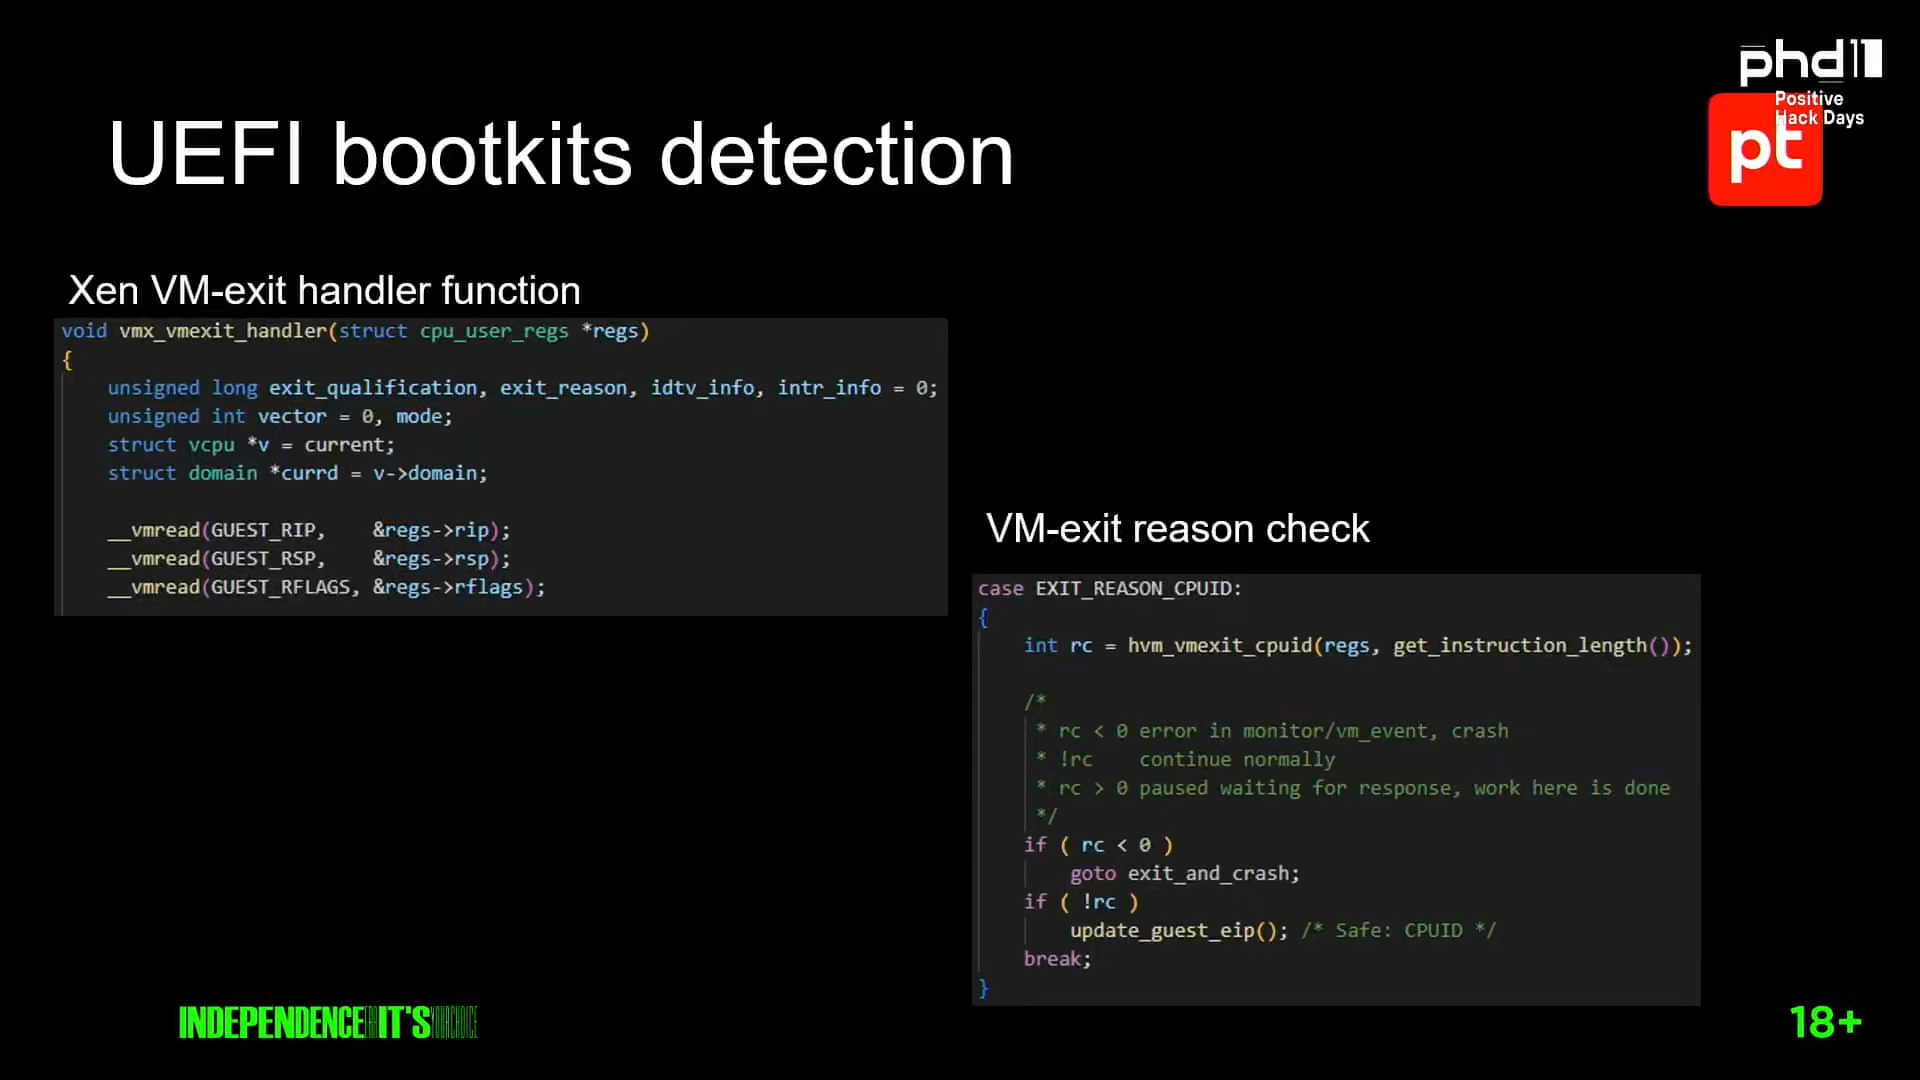 phd11
Positive
Hack Days
pt
UEFI bootkits detection
Xen VM-exit handler function
void vmx_vmexit_handler(struct cpu_user_regs *regs)
{
    unsigned long exit_qualification, exit_reason, idtv_info, intr_info = 0;
    unsigned int vector = 0, mode;
    struct vcpu *v = current;
    struct domain *currd = v->domain;

    __vmread(GUEST_RIP,    &regs->rip);
    __vmread(GUEST_RSP,    &regs->rsp);
    __vmread(GUEST_RFLAGS, &regs->rflags);
VM-exit reason check
case EXIT_REASON_CPUID:
{
    int rc = hvm_vmexit_cpuid(regs, get_instruction_length());

    /*
     * rc < 0 error in monitor/vm_event, crash
     * !rc    continue normally
     * rc > 0 paused waiting for response, work here is done
     */
    if ( rc < 0 )
        goto exit_and_crash;
    if ( !rc )
        update_guest_eip(); /* Safe: CPUID */
    break;
}
INDEPENDENCE IT'S
18+